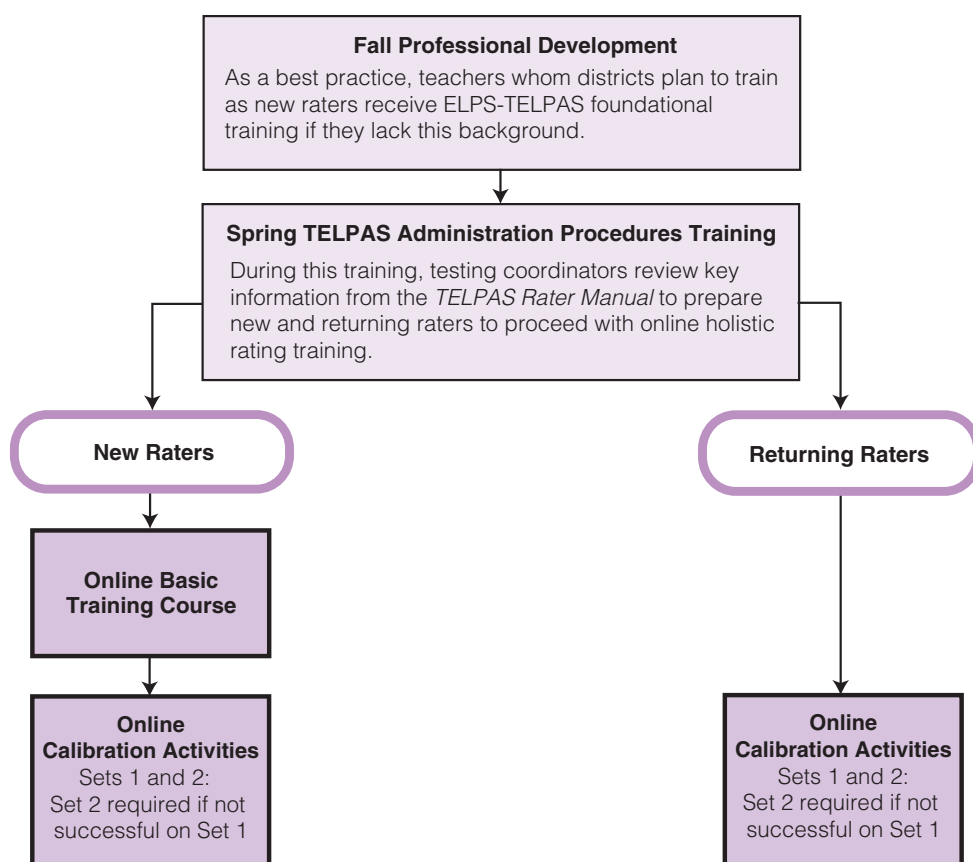 Fall Professional Development
As a best practice, teachers whom districts plan to train
as new raters receive ELPS-TELPAS foundational
training if they lack this background.
Spring TELPAS Administration Procedures Training
During this training, testing coordinators review key
information from the TELPAS Rater Manual to prepare
new and returning raters to proceed with online holistic
rating training.
New Raters
Returning Raters
Online Basic
Training Course
Online
Calibration Activities
Sets 1 and 2:
Set 2 required if not
successful on Set 1
Online
Calibration Activities
Sets 1 and 2:
Set 2 required if not
successful on Set 1